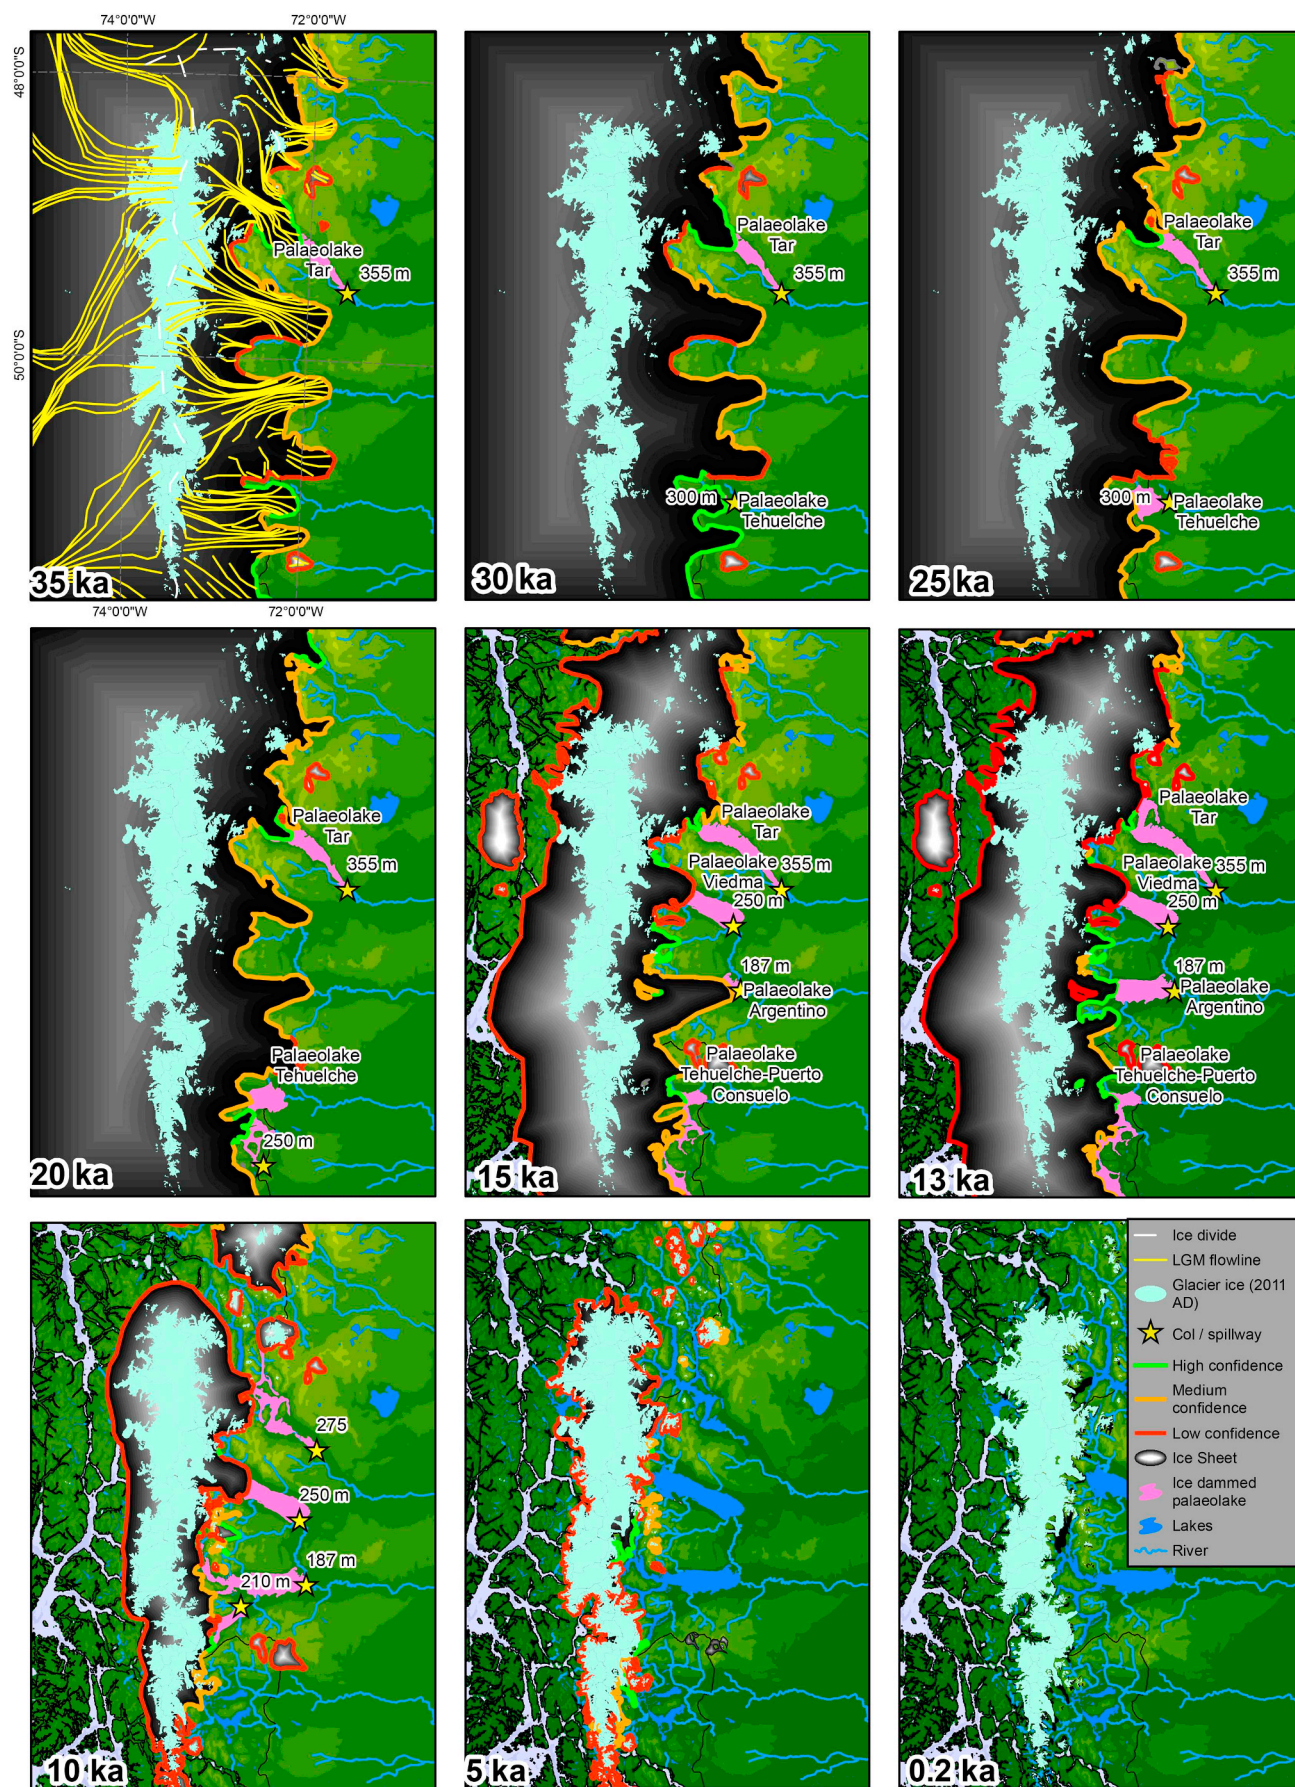 74°0'0"W
72°0'0"W
48°0'0"S
50°0'0"S
Palaeolake
Tar
355 m
35 ka
Palaeolake
Tar
355 m
300 m
Palaeolake
Tehuelche
30 ka
Palaeolake
Tar
355 m
300 m
Palaeolake
Tehuelche
25 ka
74°0'0"W
72°0'0"W
Palaeolake
Tar
355 m
Palaeolake
Tehuelche
250 m
20 ka
Palaeolake
Tar
Palaeolake
Viedma
355 m
250 m
187 m
Palaeolake
Argentino
Palaeolake
Tehuelche-Puerto
Consuelo
15 ka
Palaeolake
Tar
Palaeolake
Viedma
355 m
250 m
187 m
Palaeolake
Argentino
Palaeolake
Tehuelche-Puerto
Consuelo
13 ka
275
250 m
187 m
210 m
10 ka
5 ka
Ice divide
LGM flowline
Glacier ice (2011
AD)
Col / spillway
High confidence
Medium
confidence
Low confidence
Ice Sheet
Ice dammed
palaeolake
Lakes
River
0.2 ka